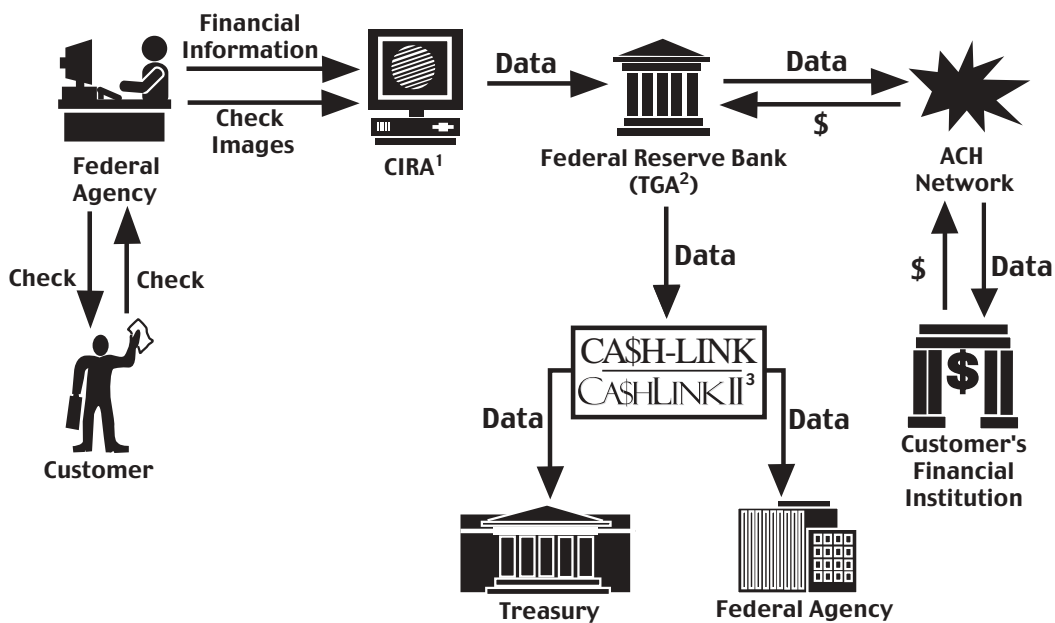 Financial
Information
Check
Images
Data
Data
$
CIRA¹
Federal Reserve Bank
(TGA²)
ACH
Network
Federal
Agency
Check
Check
Customer
Data
$
Data
CA$H-LINK
CA$HLINK II³
Data
Data
$
Customer's
Financial
Institution
Treasury
Federal Agency